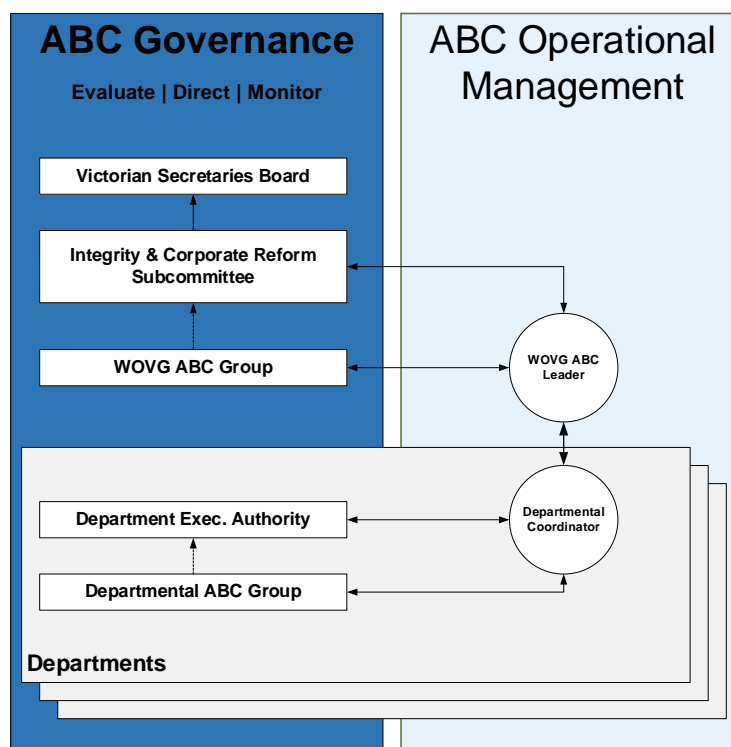 ABC Governance
Evaluate | Direct | Monitor
ABC Operational
Management
Victorian Secretaries Board
Integrity & Corporate Reform
Subcommittee
WOVG ABC Group
WOVG ABC
Leader
Department Exec. Authority
Departmental
Coordinator
Departmental ABC Group
Departments